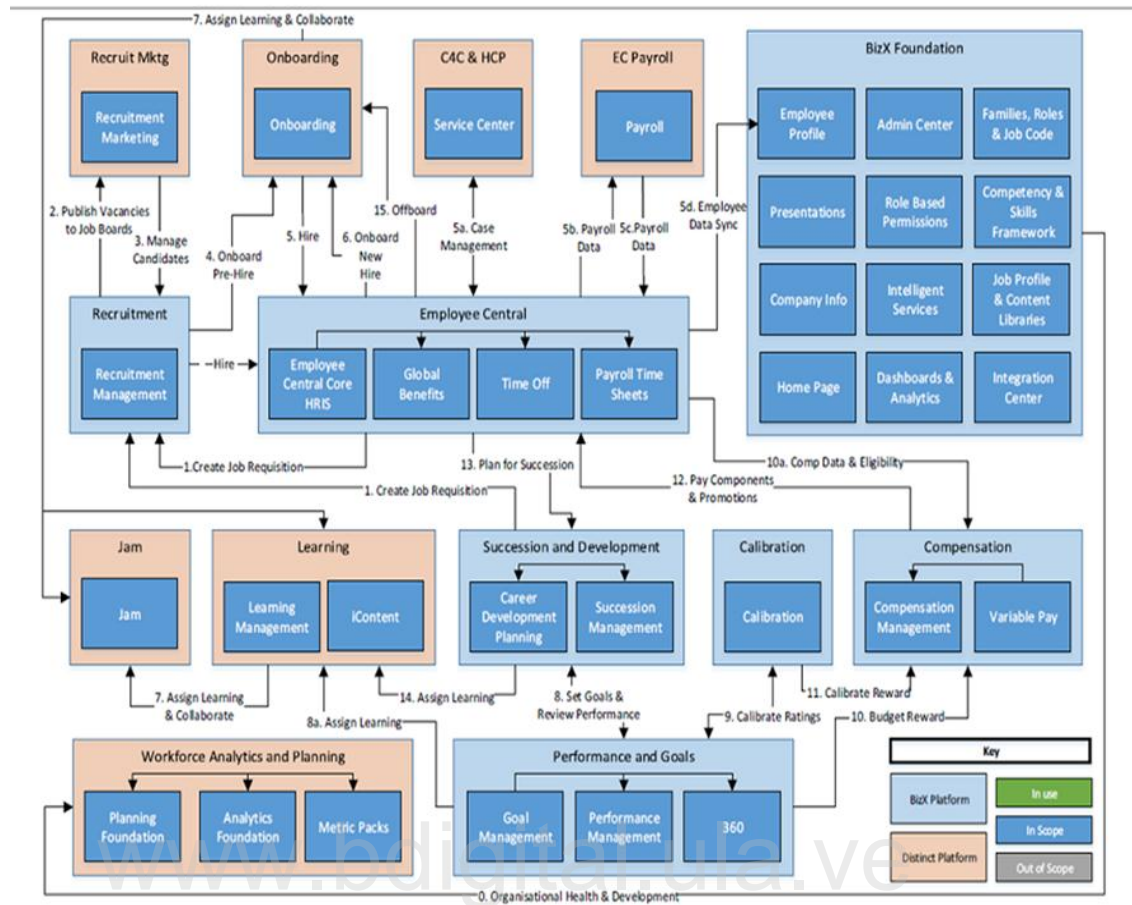 7. Assign Learning & Collaborate
Recruit Mktg
Recruitment
Marketing
Onboarding
Onboarding
C4C & HCP
Service Center
EC Payroll
Payroll
BizX Foundation
Employee
Profile
Admin Center
Families, Roles
& Job Code
Presentations
Role Based
Permissions
Competency &
Skills
Framework
Company Info
Intelligent
Services
Job Profile
& Content
Libraries
Home Page
Dashboards &
Analytics
Integration
Center
2. Publish Vacancies
to Job Boards
3. Manage
Candidates
4. Onboard
Pre-Hire
5. Hire
6. Onboard
New
Hire
15. Offboard
5a. Case
Management
5b. Payroll
Data
5c.Payroll
Data
5d. Employee
Data Sync
Recruitment
Recruitment
Management
--Hire
Employee Central
Employee
Central Core
HRIS
Global
Benefits
Time Off
Payroll Time
Sheets
1.Create Job Requisition
13. Plan for Succession
10a. Comp Data & Eligibility
1. Create Job Requisition
12. Pay Components
& Promotions
Jam
Jam
Learning
Learning
Management
iContent
Succession and Development
Career
Development
Planning
Succession
Management
Calibration
Calibration
Compensation
Compensation
Management
Variable Pay
7. Assign Learning
& Collaborate
14. Assign Learning
8a. Assign Learning
8. Set Goals &
Review Performance
11. Calibrate Reward
9. Calibrate Ratings
10. Budget Reward
Workforce Analytics and Planning
Planning
Foundation
Analytics
Foundation
Metric Packs
Performance and Goals
Goal
Management
Performance
Management
360
Key
BizX Platform
In use
In Scope
Distinct Platform
Out of Scope
www.bdigital.ula.ve
0. Organisational Health & Development